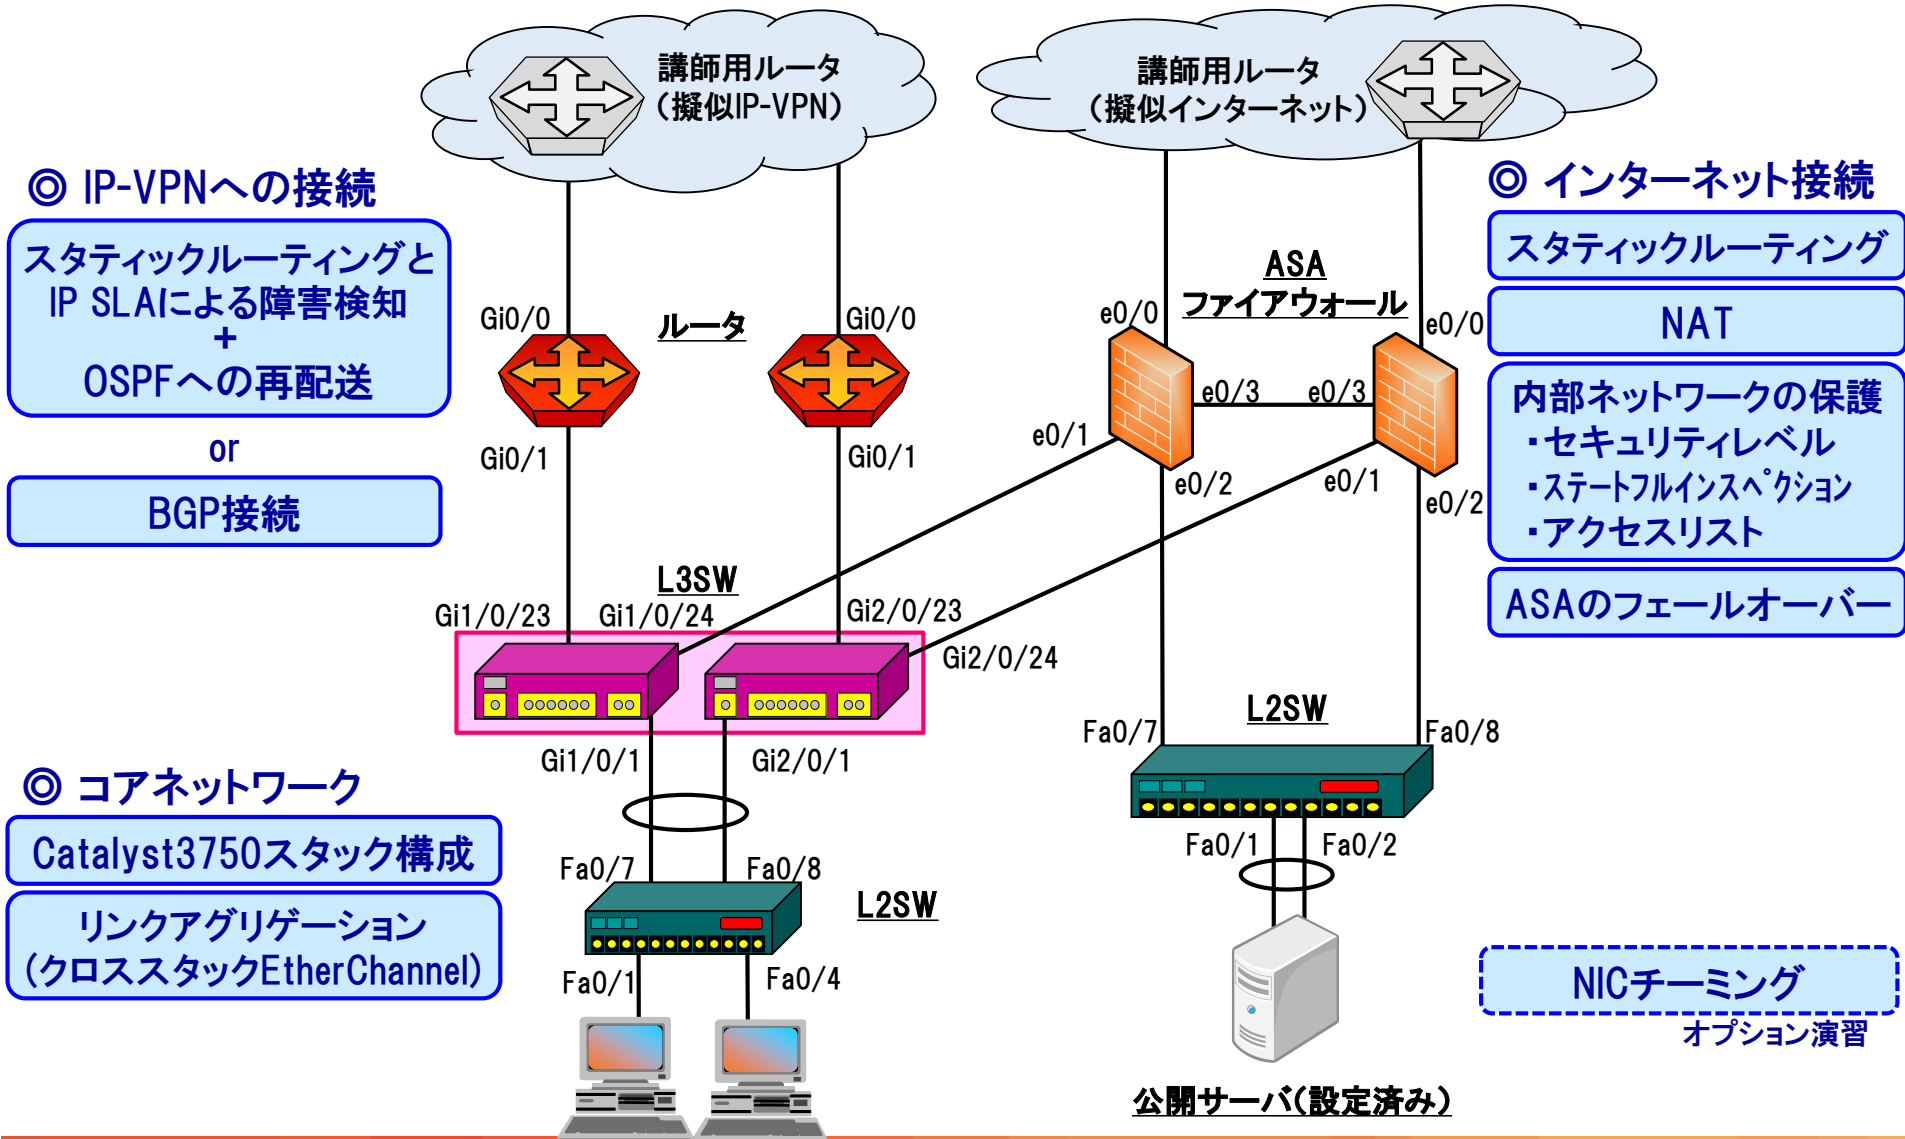 講師用ルータ
（擬似IP-VPN）
講師用ルータ
（擬似インターネット）
◎ IP-VPNへの接続
スタティックルーティングと
IP SLAによる障害検知
+
OSPFへの再配送
or
BGP接続
◎ インターネット接続
スタティックルーティング
NAT
内部ネットワークの保護
・セキュリティレベル
・ｽﾃｰﾄﾌﾙｲﾝｽﾍﾟｸｼｮﾝ
・アクセスリスト
ASAのフェールオーバー
ルータ
Gi0/0
Gi0/0
Gi0/1
Gi0/1
ASA
ファイアウォール
e0/0
e0/0
e0/3
e0/3
e0/1
e0/1
e0/2
e0/2
L3SW
Gi1/0/23
Gi1/0/24
Gi2/0/23
Gi2/0/24
Gi1/0/1
Gi2/0/1
L2SW
Fa0/7
Fa0/8
Fa0/1
Fa0/2
◎ コアネットワーク
Catalyst3750スタック構成
リンクアグリゲーション
(クロススタックEtherChannel)
Fa0/7
Fa0/8
L2SW
Fa0/1
Fa0/4
NICチーミング
オプション演習
公開サーバ（設定済み）